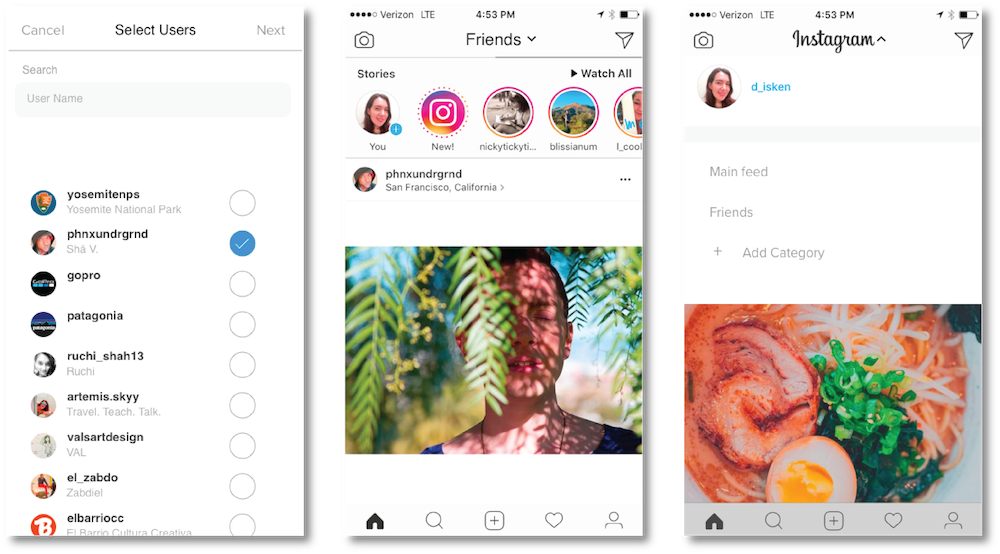 Cancel Select Users Next
Search
User Name
yosemitenps
Yosemite National Park
phnxundrgrnd
Shä V.
gopro
patagonia
ruchi_shah13
Ruchi
artemis.skyy
Travel. Teach. Talk.
valsartdesign
VAL
el_zabdo
Zabdiel
elbarriocc
El Barrio Cultura Creativa
GoPro
patagonia
Verizon LTE 4:53 PM
Friends
Stories Watch All
You New! nickytickyti... blissianum l_cool
phnxundrgrnd
San Francisco, California >
Verizon LTE 4:53 PM
Instagram
d_isken
Main feed
Friends
+ Add Category